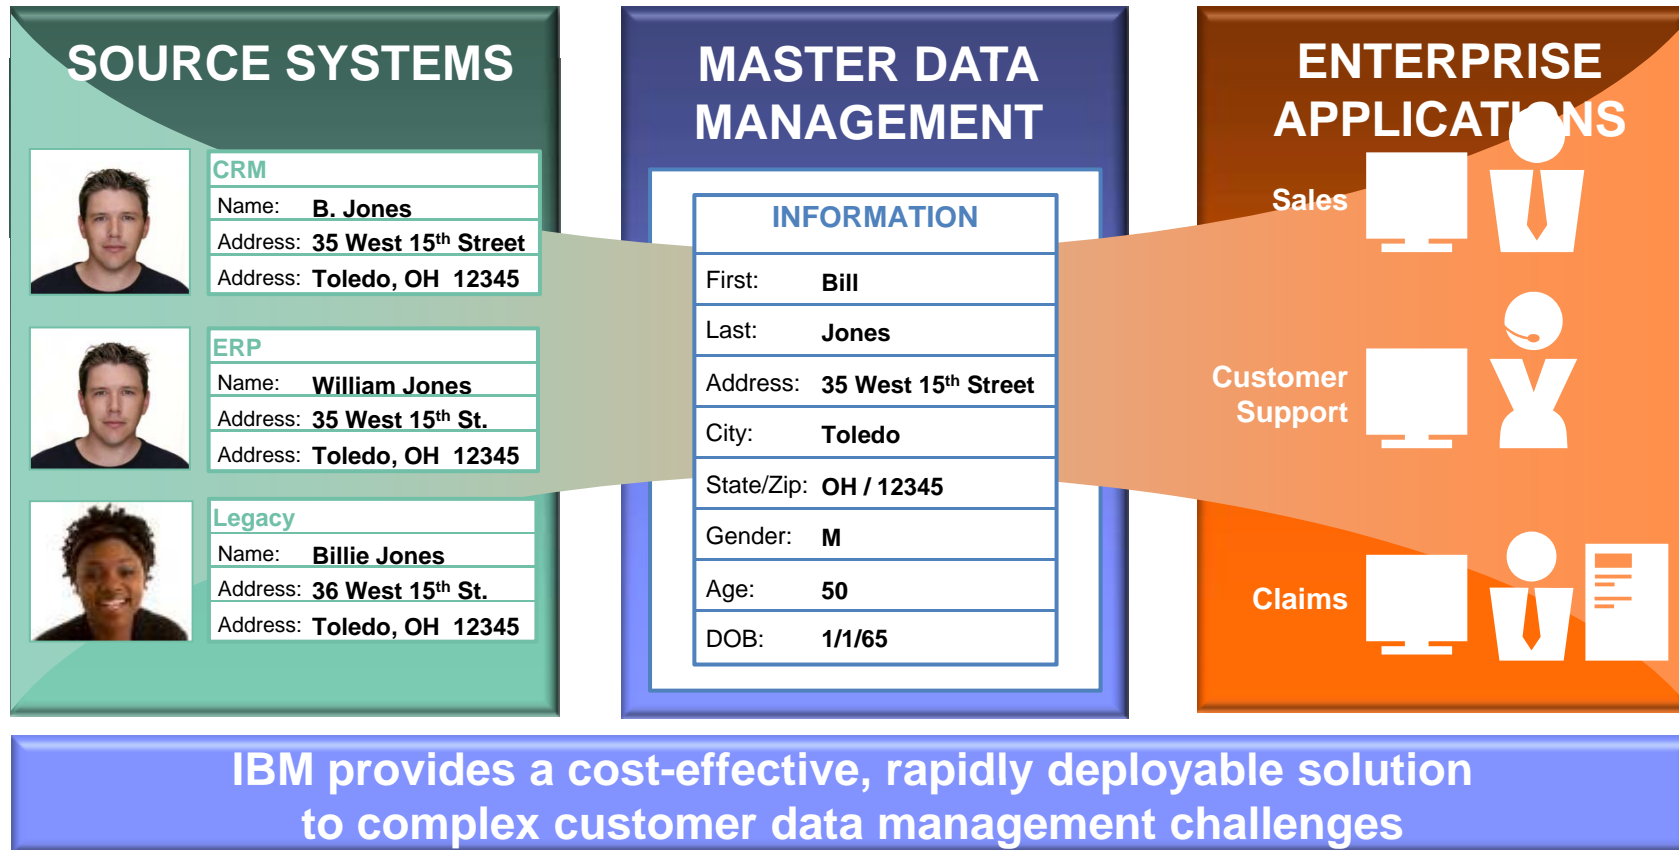 SOURCE SYSTEMS
CRM
Name: B. Jones
Address: 35 West 15th Street
Address: Toledo, OH 12345
ERP
Name: William Jones
Address: 35 West 15th St.
Address: Toledo, OH 12345
Legacy
Name: Billie Jones
Address: 36 West 15th St.
Address: Toledo, OH 12345
MASTER DATA
MANAGEMENT
INFORMATION
First: Bill
Last: Jones
Address: 35 West 15th Street
City: Toledo
State/Zip: OH / 12345
Gender: M
Age: 50
DOB: 1/1/65
ENTERPRISE
APPLICATIONS
Sales
Customer
Support
Claims
IBM provides a cost-effective, rapidly deployable solution
to complex customer data management challenges